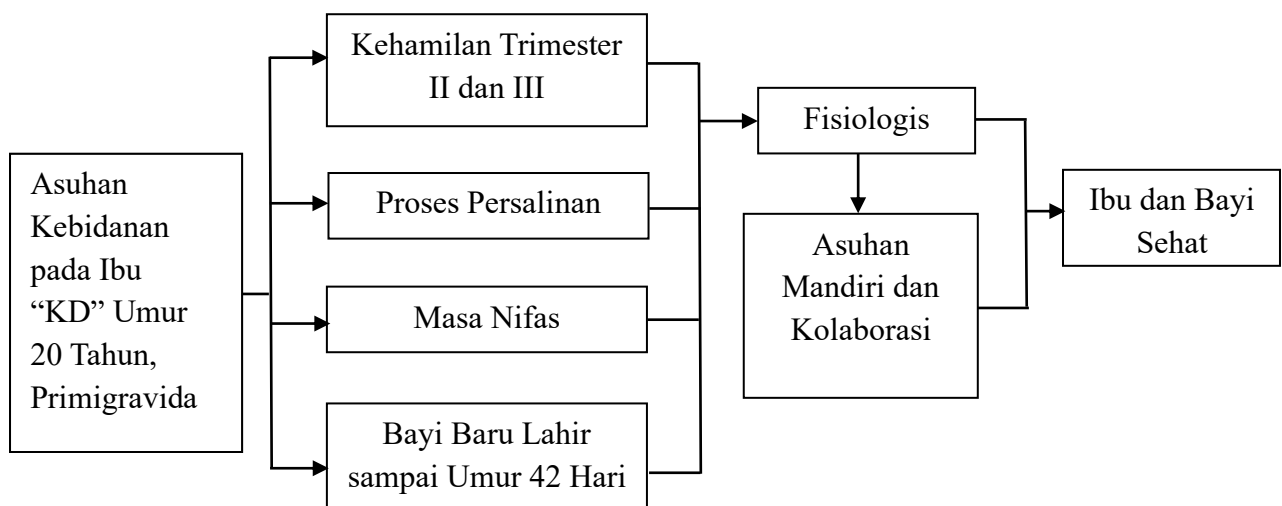 Asuhan
Kebidanan
pada Ibu
“KD” Umur
20 Tahun,
Primigravida
Kehamilan Trimester
II dan III
Proses Persalinan
Masa Nifas
Bayi Baru Lahir
sampai Umur 42 Hari
Fisiologis
Asuhan
Mandiri dan
Kolaborasi
Ibu dan Bayi
Sehat